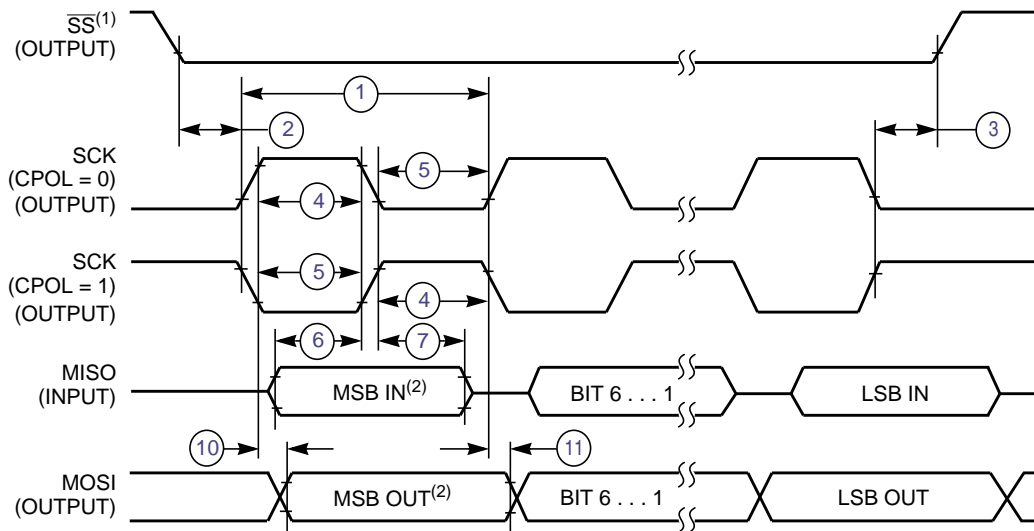 SS(1)
(OUTPUT)
1
2
3
SCK
(CPOL = 0)
(OUTPUT)
5
4
SCK
(CPOL = 1)
(OUTPUT)
5
4
6
7
MISO
(INPUT)
MSB IN(2)
BIT 6 . . . 1
LSB IN
10
11
MOSI
(OUTPUT)
MSB OUT(2)
BIT 6 . . . 1
LSB OUT